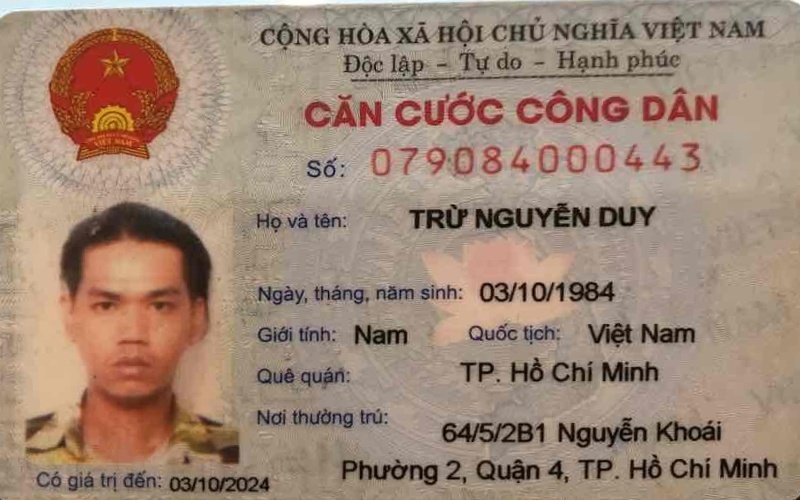 CỘNG HÒA XÃ HỘI CHỦ NGHĨA VIỆT NAM
Độc lập - Tự do - Hạnh phúc
CĂN CƯỚC CÔNG DÂN
Số: 079084000443
Họ và tên: TRỪ NGUYỄN DUY
Ngày, tháng, năm sinh: 03/10/1984
Giới tính: Nam Quốc tịch: Việt Nam
Quê quán: TP. Hồ Chí Minh
Nơi thường trú: 64/5/2B1 Nguyễn Khoái
Phường 2, Quận 4, TP. Hồ Chí Minh
Có giá trị đến: 03/10/2024
VIỆT NAM